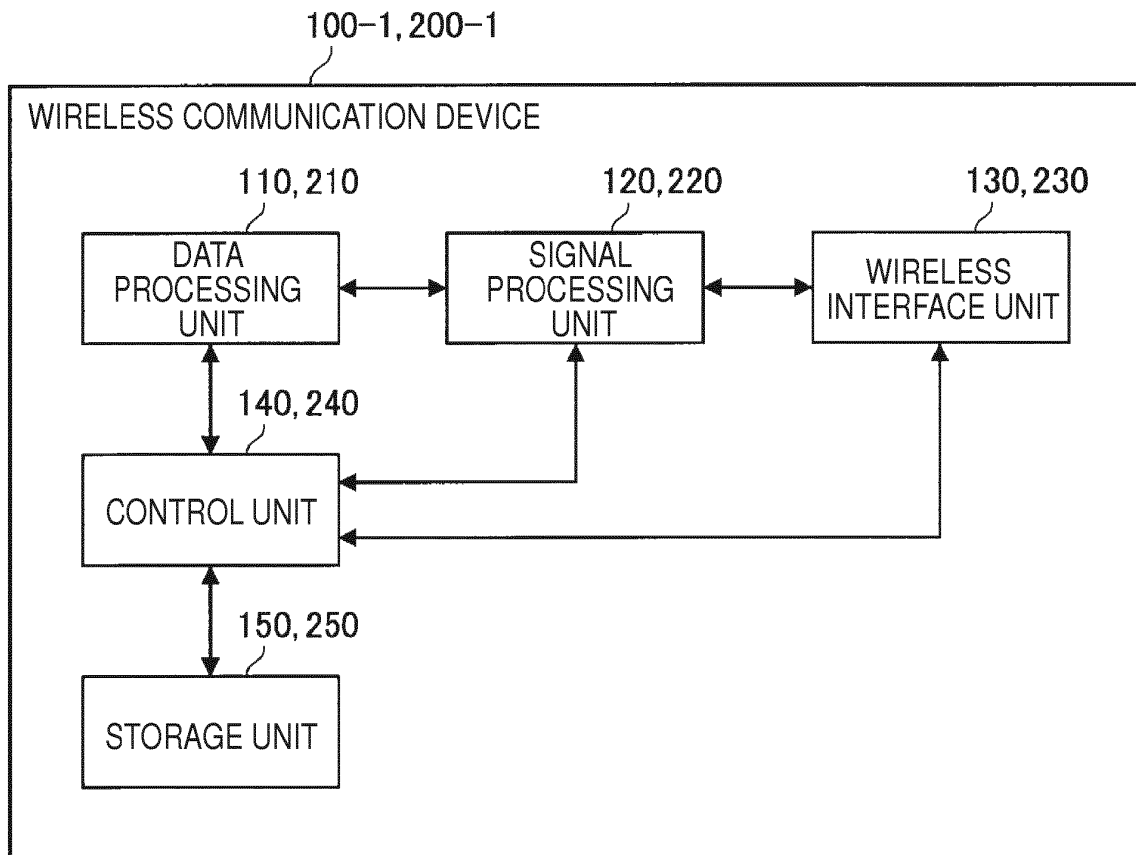 100-1,200-1
WIRELESS COMMUNICATION DEVICE
110,210
120,220
130,230
DATA
PROCESSING
UNIT
SIGNAL
PROCESSING
UNIT
WIRELESS
INTERFACE UNIT
140,240
CONTROL UNIT
150,250
STORAGE UNIT